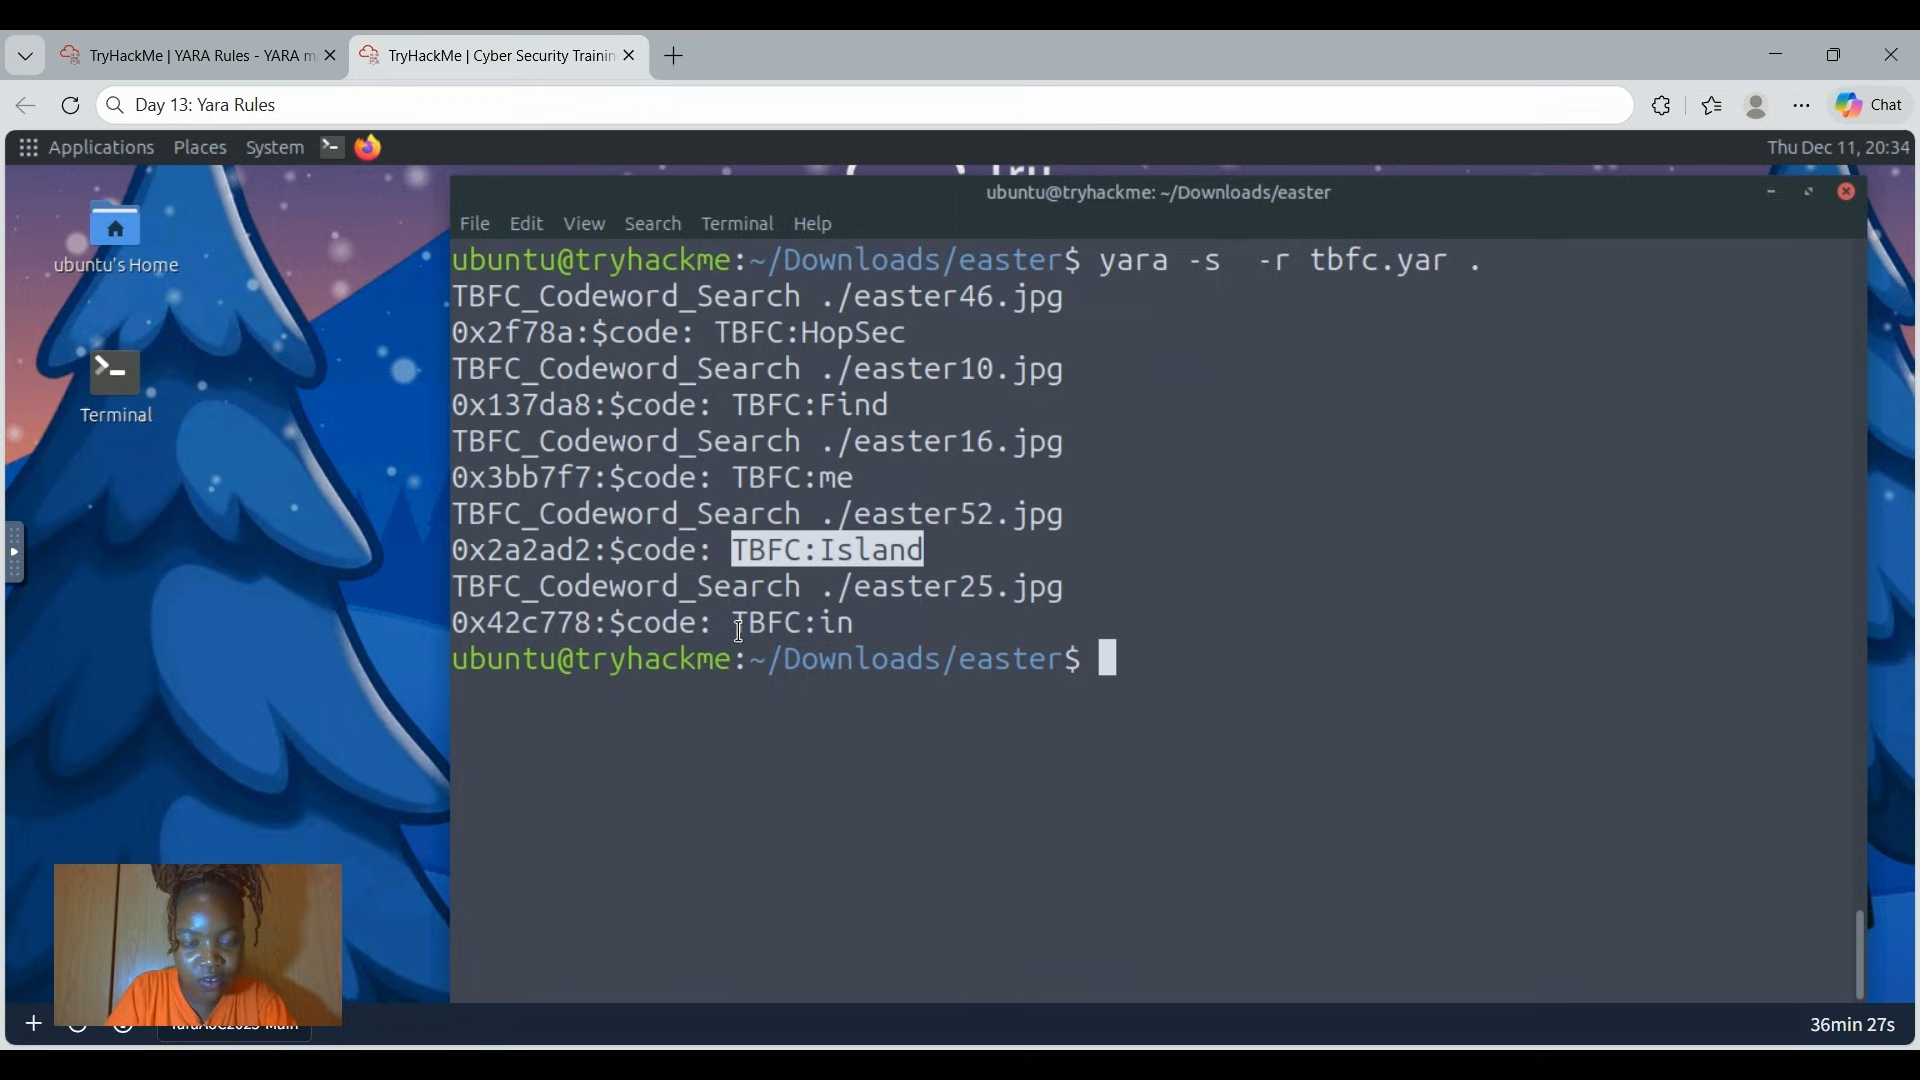 TryHackMe | YARA Rules - YARA m
TryHackMe | Cyber Security Trainin
Day 13: Yara Rules
Chat
Applications Places System
Thu Dec 11, 20:34
ubuntu@tryhackme: ~/Downloads/easter
File Edit View Search Terminal Help
ubuntu's Home
Terminal
ubuntu@tryhackme:~/Downloads/easter$ yara -s  -r tbfc.yar .
TBFC_Codeword_Search ./easter46.jpg
0x2f78a:$code: TBFC:HopSec
TBFC_Codeword_Search ./easter10.jpg
0x137da8:$code: TBFC:Find
TBFC_Codeword_Search ./easter16.jpg
0x3bb7f7:$code: TBFC:me
TBFC_Codeword_Search ./easter52.jpg
0x2a2ad2:$code: TBFC:Island
TBFC_Codeword_Search ./easter25.jpg
0x42c778:$code: TBFC:in
ubuntu@tryhackme:~/Downloads/easter$
36min 27s